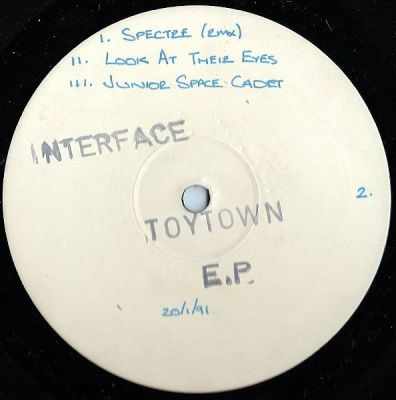 i. SPECTRE (rmx)
ii. LOOK AT THEIR EYES
iii. JUNIOR SPACE CADET
INTERFACE
2.
TOYTOWN
E.P.
20/1/91